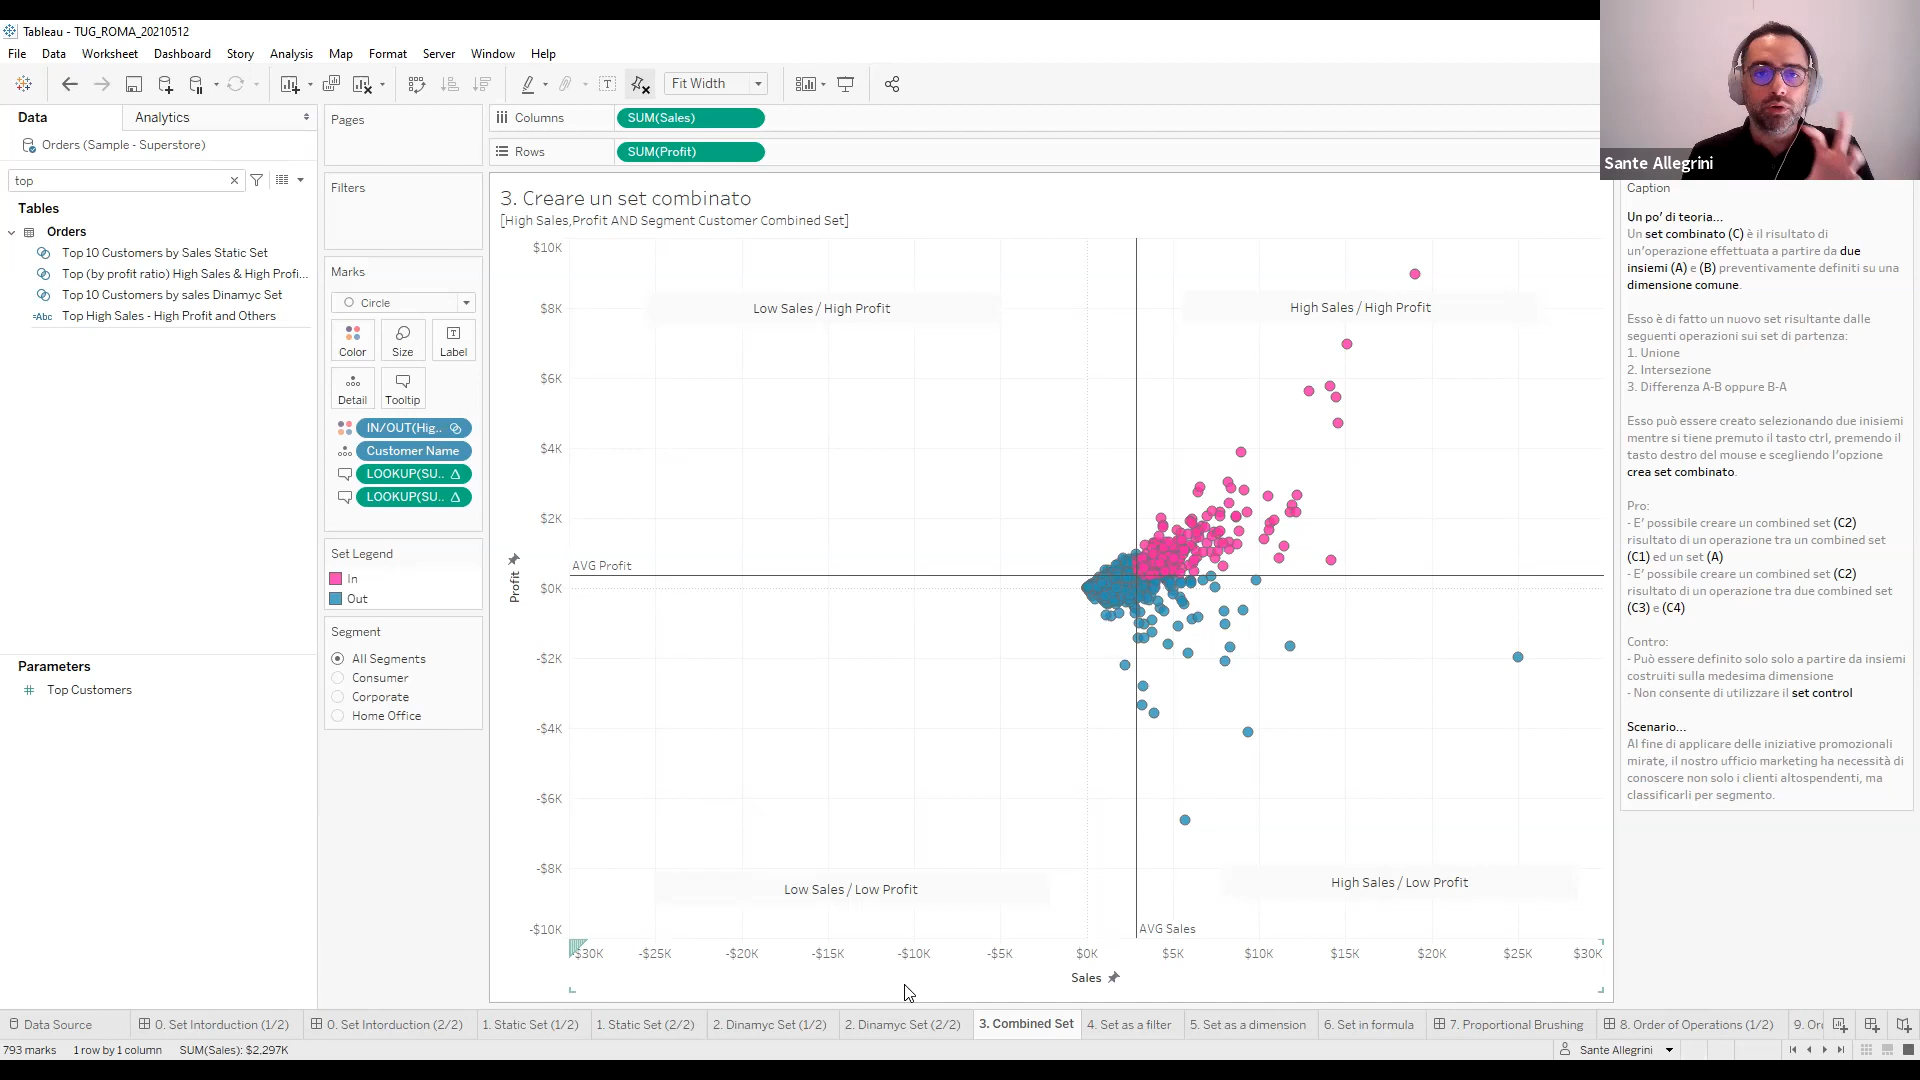 Tableau - TUG_ROMA_20210512
File Data Worksheet Dashboard Story Analysis Map Format Server Window Help
Fit Width
Data Analytics
Orders (Sample - Superstore)
top
Tables
Orders
Top 10 Customers by Sales Static Set
Top (by profit ratio) High Sales & High Profi...
Top 10 Customers by sales Dinamyc Set
Abc Top High Sales - High Profit and Others
Parameters
Top Customers
Pages
Filters
Marks
Circle
Color Size Label
Detail Tooltip
IN/OUT(Hig..
Customer Name
LOOKUP(SU..
LOOKUP(SU..
Set Legend
In
Out
Segment
All Segments
Consumer
Corporate
Home Office
Columns SUM(Sales)
Rows SUM(Profit)
3. Creare un set combinato
[High Sales,Profit AND Segment Customer Combined Set]
$10K
$8K
$6K
$4K
$2K
$0K
-$2K
-$4K
-$6K
-$8K
-$10K
Profit
Low Sales / High Profit
High Sales / High Profit
AVG Profit
Low Sales / Low Profit
High Sales / Low Profit
AVG Sales
$30K -$25K -$20K -$15K -$10K -$5K $0K $5K $10K $15K $20K $25K $30K
Sales
Sante Allegrini
Caption
Un po' di teoria...
Un set combinato (C) è il risultato di
un'operazione effettuata a partire da due
insiemi (A) e (B) preventivamente definiti su una
dimensione comune.
Esso è di fatto un nuovo set risultante dalle
seguenti operazioni sui set di partenza:
1. Unione
2. Intersezione
3. Differenza A-B oppure B-A
Esso può essere creato selezionando due inisiemi
mentre si tiene premuto il tasto ctrl, premendo il
tasto destro del mouse e scegliendo l'opzione
crea set combinato.
Pro:
- E' possibile creare un combined set (C2)
risultato di un operazione tra un combined set
(C1) ed un set (A)
- E' possibile creare un combined set (C2)
risultato di un operazione tra due combined set
(C3) e (C4)
Contro:
- Può essere definito solo solo a partire da insiemi
costruiti sulla medesima dimensione
- Non consente di utilizzare il set control
Scenario...
Al fine di applicare delle iniziative promozionali
mirate, il nostro ufficio marketing ha necessità di
conoscere non solo i clienti altospendenti, ma
classificarli per segmento.
Data Source 0. Set Intorduction (1/2) 0. Set Intorduction (2/2) 1. Static Set (1/2) 1. Static Set (2/2) 2. Dinamyc Set (1/2) 2. Dinamyc Set (2/2) 3. Combined Set 4. Set as a filter 5. Set as a dimension 6. Set in formula 7. Proportional Brushing 8. Order of Operations (1/2) 9. Or
793 marks 1 row by 1 column SUM(Sales): $2.297K Sante Allegrini